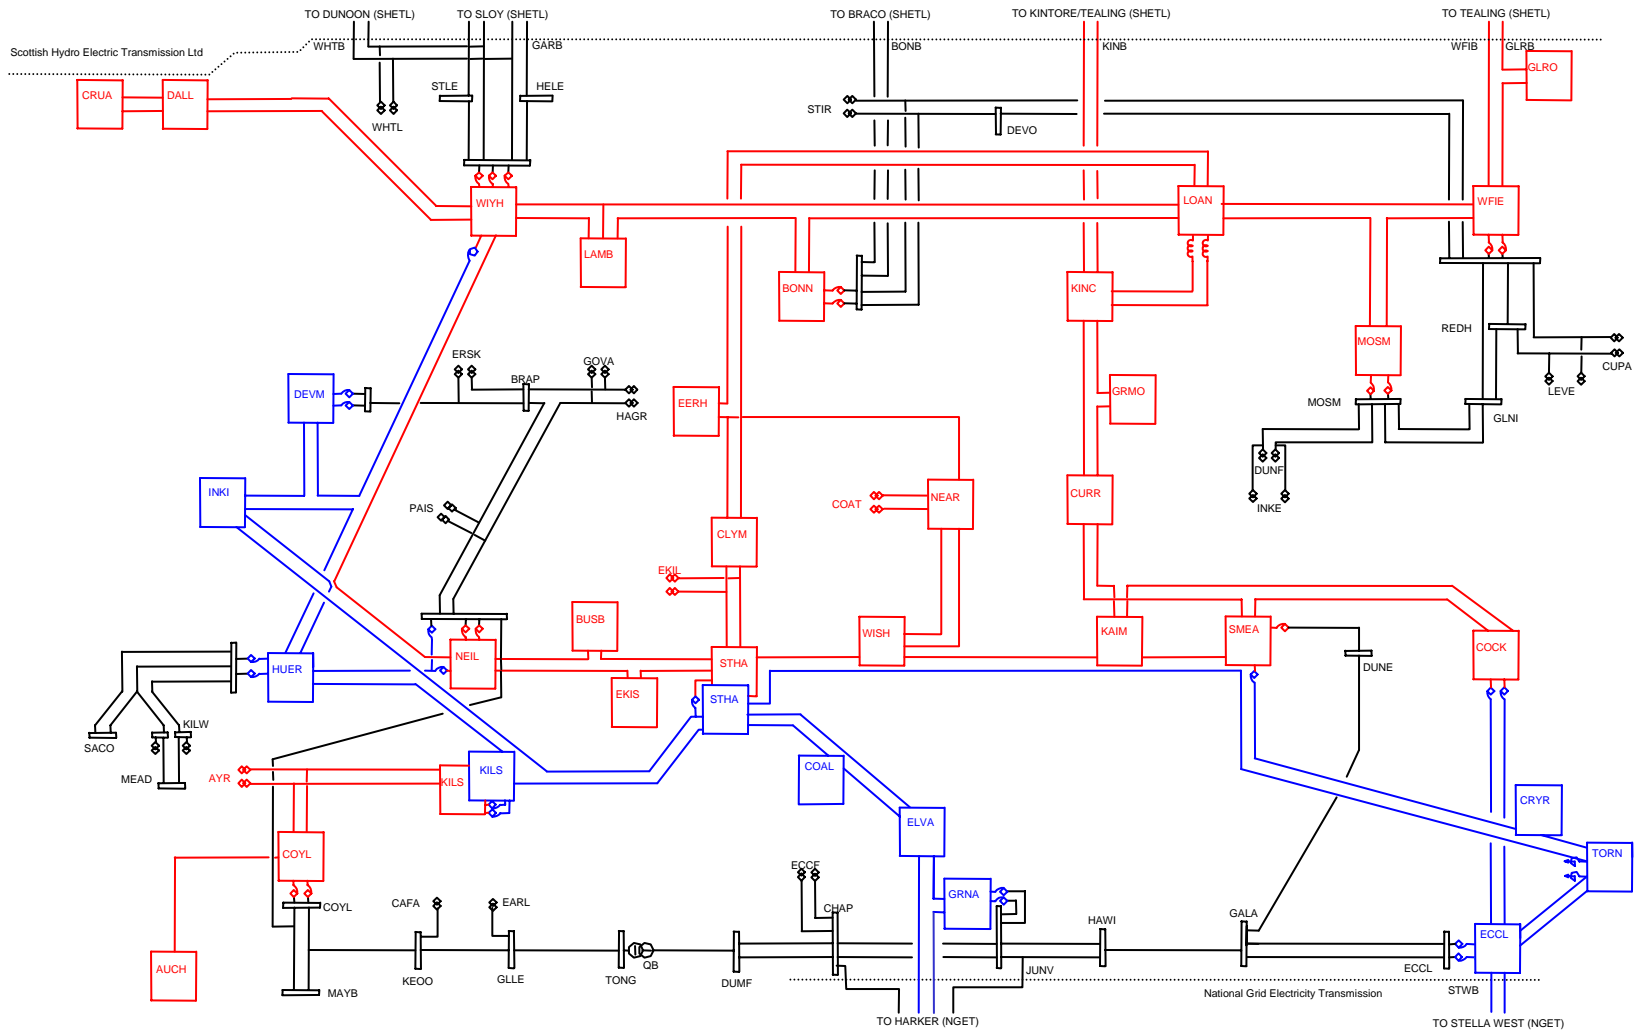 TO DUNOON (SHETL)
TO SLOY (SHETL)
TO BRACO (SHETL)
TO KINTORE/TEALING (SHETL)
TO TEALING (SHETL)
Scottish Hydro Electric Transmission Ltd
WHTB
GARB
BONB
KINB
WFIB
GLRB
GLRO
CRUA
DALL
STLE
HELE
WHTL
STIR
DEVO
WIYH
LOAN
WFIE
LAMB
BONN
KINC
REDH
MOSM
CUPA
LEVE
ERSK
GOVA
BRAP
HAGR
DEVM
EERH
GRMO
MOSM
GLNI
DUNF
INKE
INKI
PAIS
COAT
NEAR
CURR
CLYM
EKIL
BUSB
WISH
KAIM
SMEA
COCK
DUNE
NEIL
HUER
STHA
EKIS
STHA
KILW
SACO
MEAD
AYR
KILS
KILS
COAL
CRYR
ELVA
TORN
COYL
ECCF
COYL
CAFA
EARL
CHAP
GRNA
HAWI
GALA
ECCL
AUCH
MAYB
KEOO
GLLE
TONG
QB
DUMF
JUNV
ECCL
STWB
National Grid Electricity Transmission
TO HARKER (NGET)
TO STELLA WEST (NGET)